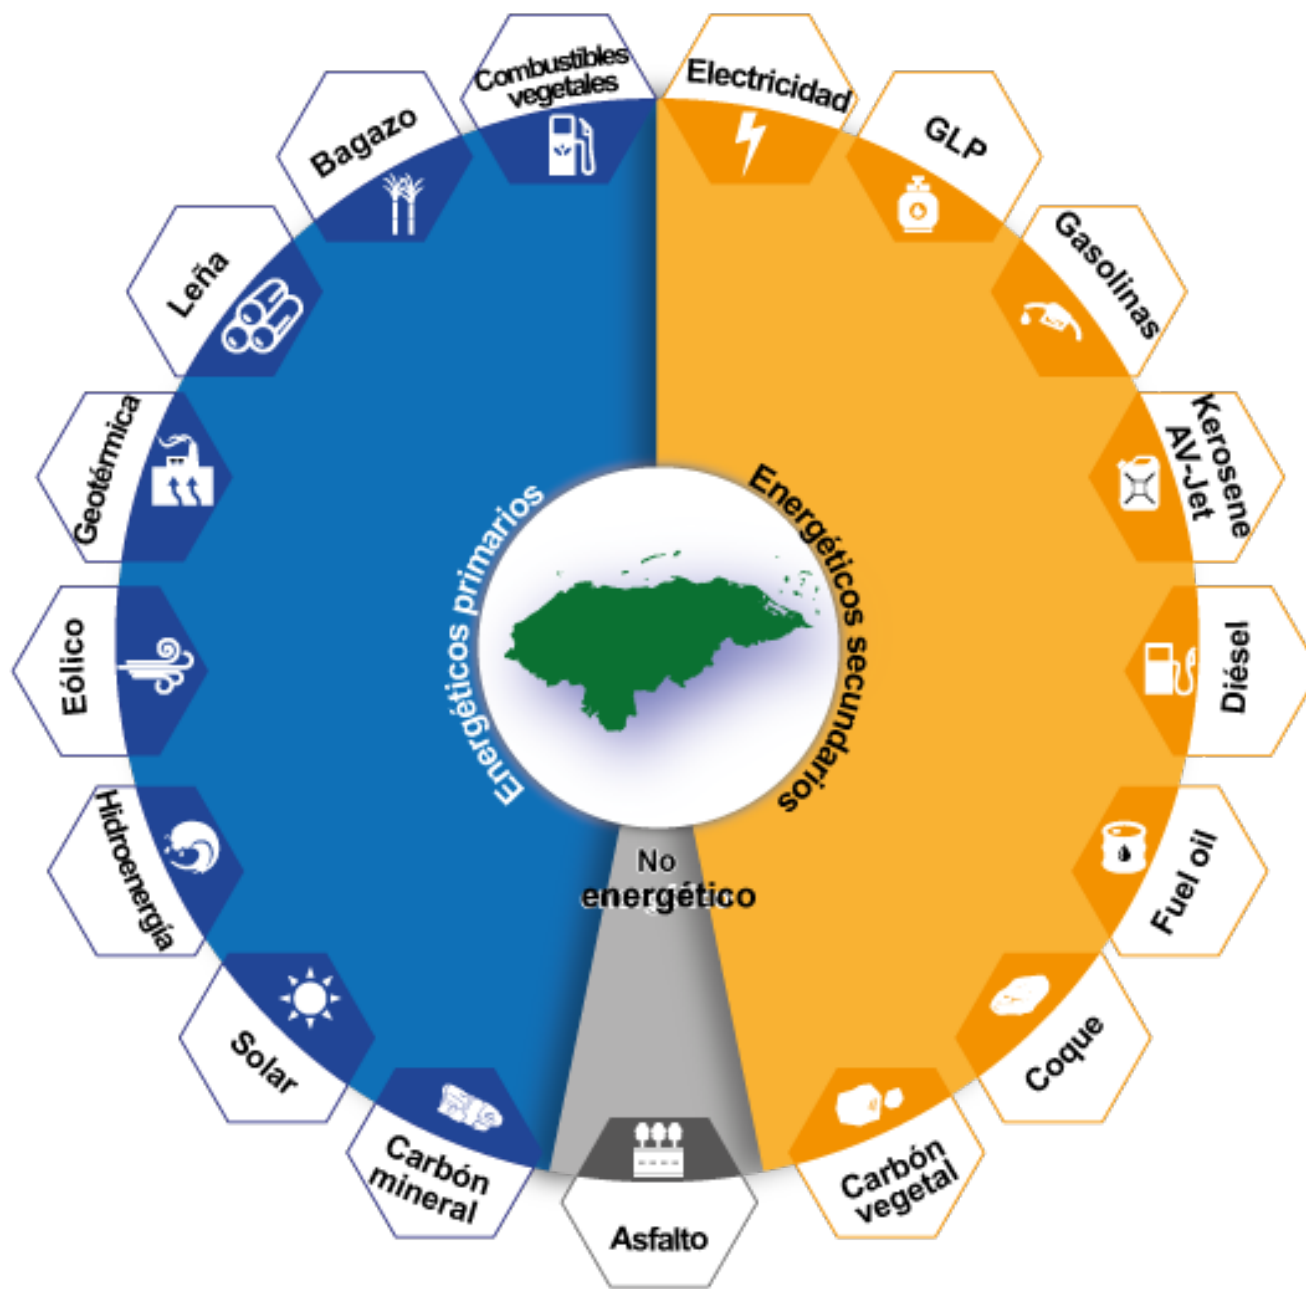 Combustibles
vegetales
Electricidad
Bagazo
GLP
Leña
Gasolinas
Geotérmica
Kerosene
AV-Jet
Energéticos primarios
Energéticos secundarios
Eólico
Diésel
Hidroenergía
Fuel oil
No
energético
Solar
Coque
Carbón
mineral
Carbón
vegetal
Asfalto